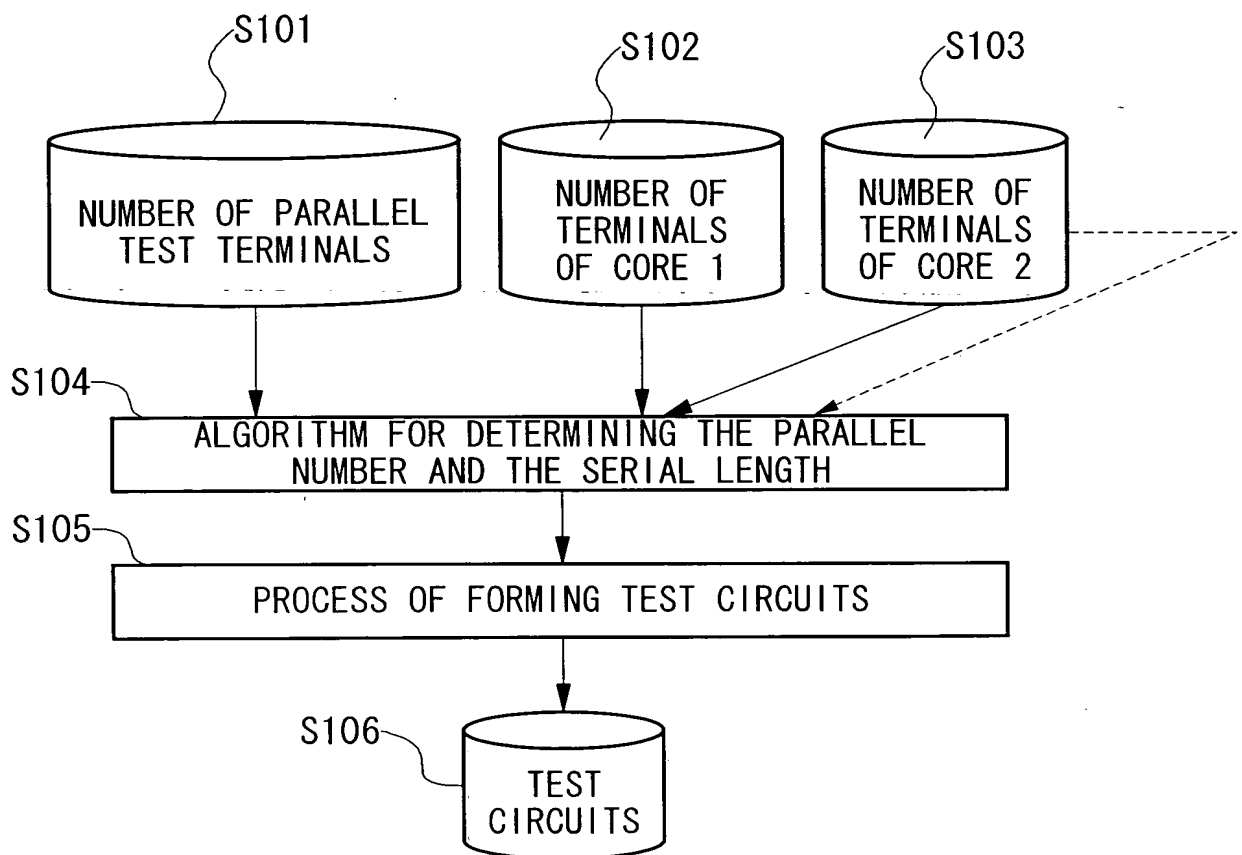 S101
S102
S103
NUMBER OF PARALLEL
TEST TERMINALS
NUMBER OF
TERMINALS
OF CORE 1
NUMBER OF
TERMINALS
OF CORE 2
S104
ALGORITHM FOR DETERMINING THE PARALLEL
NUMBER AND THE SERIAL LENGTH
S105
PROCESS OF FORMING TEST CIRCUITS
S106
TEST
CIRCUITS